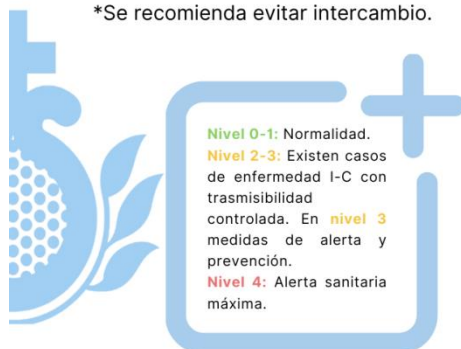 *Se recomienda evitar intercambio.
Nivel 0-1: Normalidad.
Nivel 2-3: Existen casos
de enfermedad I-C con
trasmisibilidad
controlada. En nivel 3
medidas de alerta y
prevención.
Nivel 4: Alerta sanitaria
máxima.